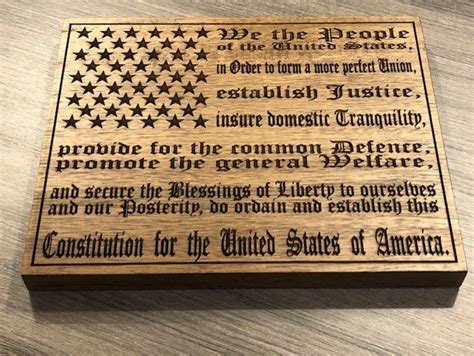 We the People
of the United States,
in Order to form a more perfect Union,
establish Justice,
insure domestic Tranquility,
provide for the common Defence,
promote the general Welfare,
and secure the Blessings of Liberty to ourselves
and our Posterity, do ordain and establish this
Constitution for the United States of America.